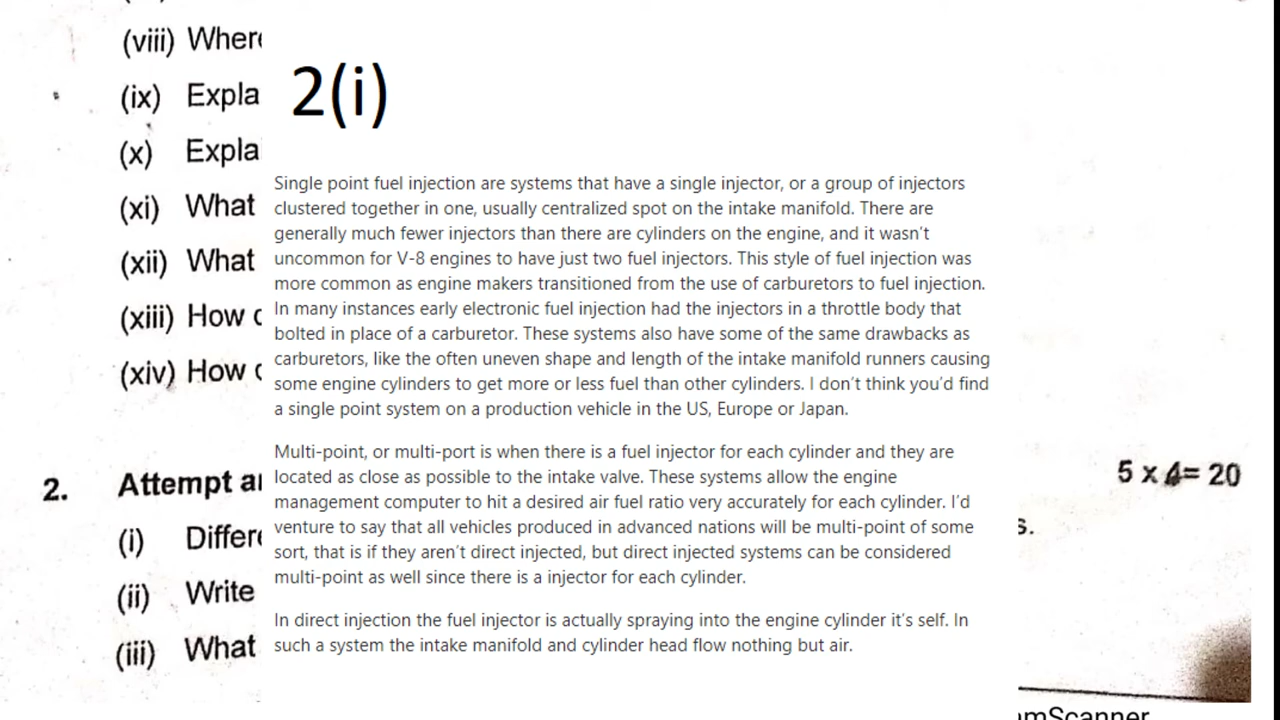 (viii) Where
(ix) Expla
(x) Expla
(xi) What
(xii) What
(xiii) How
(xiv) How
2. Attempt 5 x 4= 20
(i) Differe
(ii) Write
(iii) What
s.
2(i)
Single point fuel injection are systems that have a single injector, or a group of injectors
clustered together in one, usually centralized spot on the intake manifold. There are
generally much fewer injectors than there are cylinders on the engine, and it wasn't
uncommon for V-8 engines to have just two fuel injectors. This style of fuel injection was
more common as engine makers transitioned from the use of carburetors to fuel injection.
In many instances early electronic fuel injection had the injectors in a throttle body that
bolted in place of a carburetor. These systems also have some of the same drawbacks as
carburetors, like the often uneven shape and length of the intake manifold runners causing
some engine cylinders to get more or less fuel than other cylinders. I don't think you'd find
a single point system on a production vehicle in the US, Europe or Japan.
Multi-point, or multi-port is when there is a fuel injector for each cylinder and they are
located as close as possible to the intake valve. These systems allow the engine
management computer to hit a desired air fuel ratio very accurately for each cylinder. I'd
venture to say that all vehicles produced in advanced nations will be multi-point of some
sort, that is if they aren't direct injected, but direct injected systems can be considered
multi-point as well since there is a injector for each cylinder.
In direct injection the fuel injector is actually spraying into the engine cylinder it's self. In
such a system the intake manifold and cylinder head flow nothing but air.
mScanner